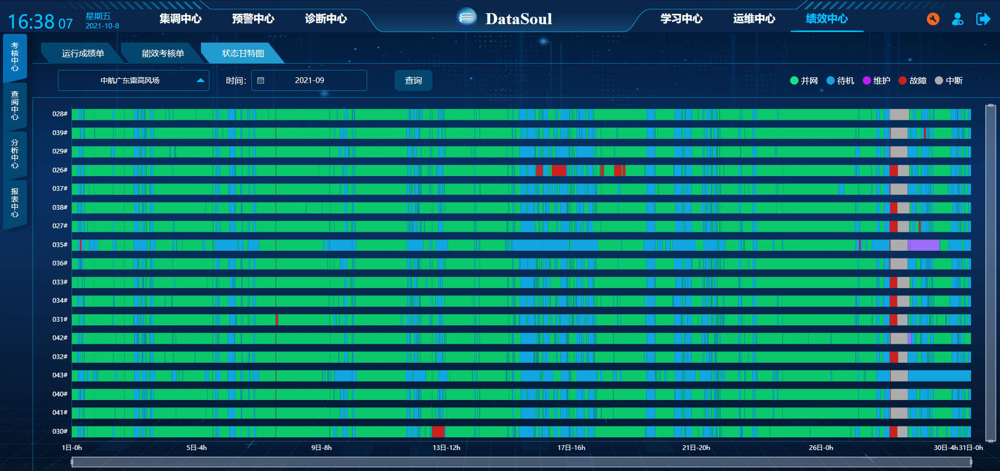 16:38 07
星期五
2021-10-8
集调中心
预警中心
诊断中心
DataSoul
学习中心
运维中心
绩效中心
考核中心
查阅中心
分析中心
报表中心
运行成绩单
能效考核单
状态甘特图
中航广东雷高风场
时间：
2021-09
查询
并网
待机
维护
故障
中断
028#
039#
029#
026#
037#
038#
027#
035#
036#
033#
034#
031#
042#
032#
043#
040#
041#
030#
1日-0h
5日-4h
9日-8h
13日-12h
17日-16h
21日-20h
26日-0h
30日-4h
31日-0h